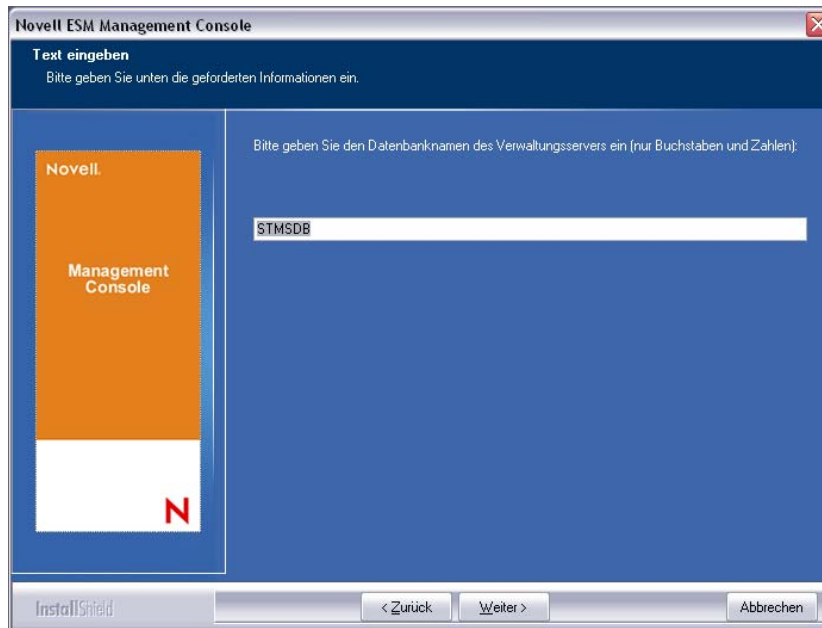 Novell ESM Management Console
Text eingeben
Bitte geben Sie unten die geforderten Informationen ein.
Novell.
Management
Console
N
Bitte geben Sie den Datenbanknamen des Verwaltungsservers ein (nur Buchstaben und Zahlen):
STMSDB
InstallShield
< Zurück
Weiter >
Abbrechen